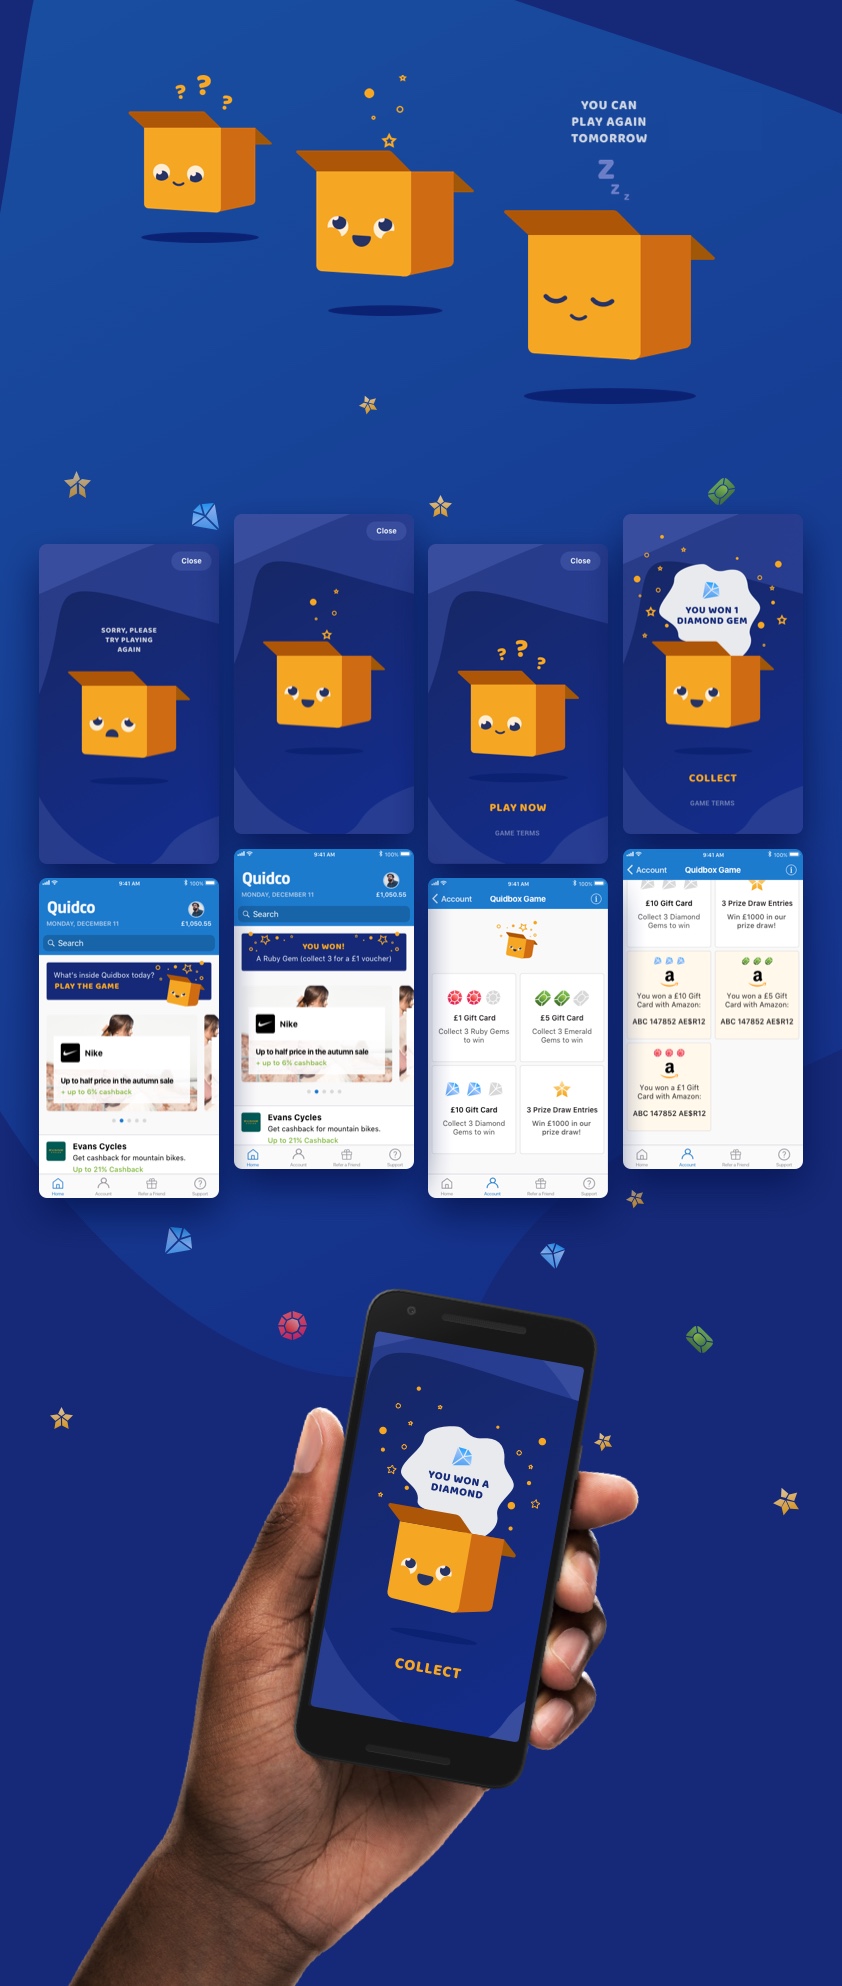 ? ? ?
YOU CAN
PLAY AGAIN
TOMORROW
Z
z
z
Close
SORRY, PLEASE
TRY PLAYING
AGAIN
Close
Close
? ? ?
PLAY NOW
GAME TERMS
YOU WON 1
DIAMOND GEM
COLLECT
GAME TERMS
9:41 AM 100%
Quidco
MONDAY, DECEMBER 11
£1,050.55
Search
What's inside Quidbox today?
PLAY THE GAME
Nike
Up to half price in the autumn sale
+ up to 6% cashback
Evans Cycles
Get cashback for mountain bikes.
Up to 21% Cashback
Home Account Refer a Friend Support
9:41 AM 100%
Quidco
MONDAY, DECEMBER 11
£1,050.55
Search
YOU WON!
A Ruby Gem (collect 3 for a £1 voucher)
Nike
Up to half price in the autumn sale
+ up to 6% cashback
Evans Cycles
Get cashback for mountain bikes.
Up to 21% Cashback
Home Account Refer a Friend Support
9:41 AM 100%
Account Quidbox Game
£1 Gift Card
Collect 3 Ruby Gems
to win
£5 Gift Card
Collect 3 Emerald
Gems to win
£10 Gift Card
Collect 3 Diamond
Gems to win
3 Prize Draw Entries
Win £1000 in our
prize draw!
Home Account Refer a Friend Support
9:41 AM 100%
Account Quidbox Game
£10 Gift Card
Collect 3 Diamond
Gems to win
3 Prize Draw Entries
Win £1000 in our
prize draw!
a
You won a £10 Gift
Card with Amazon:
ABC 147852 AE$R12
a
You won a £5 Gift
Card with Amazon:
ABC 147852 AE$R12
a
You won a £1 Gift
Card with Amazon:
ABC 147852 AE$R12
Home Account Refer a Friend Support
YOU WON A
DIAMOND
COLLECT